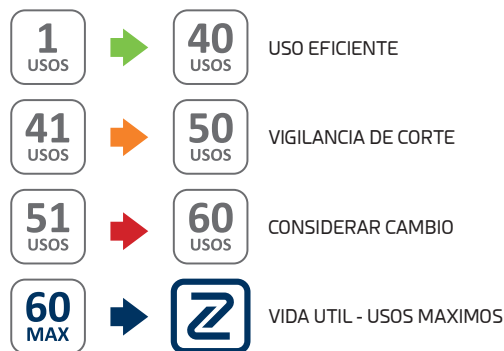 1 USOS 40 USOS USO EFICIENTE
41 USOS 50 USOS VIGILANCIA DE CORTE
51 USOS 60 USOS CONSIDERAR CAMBIO
60 MAX Z VIDA UTIL - USOS MAXIMOS